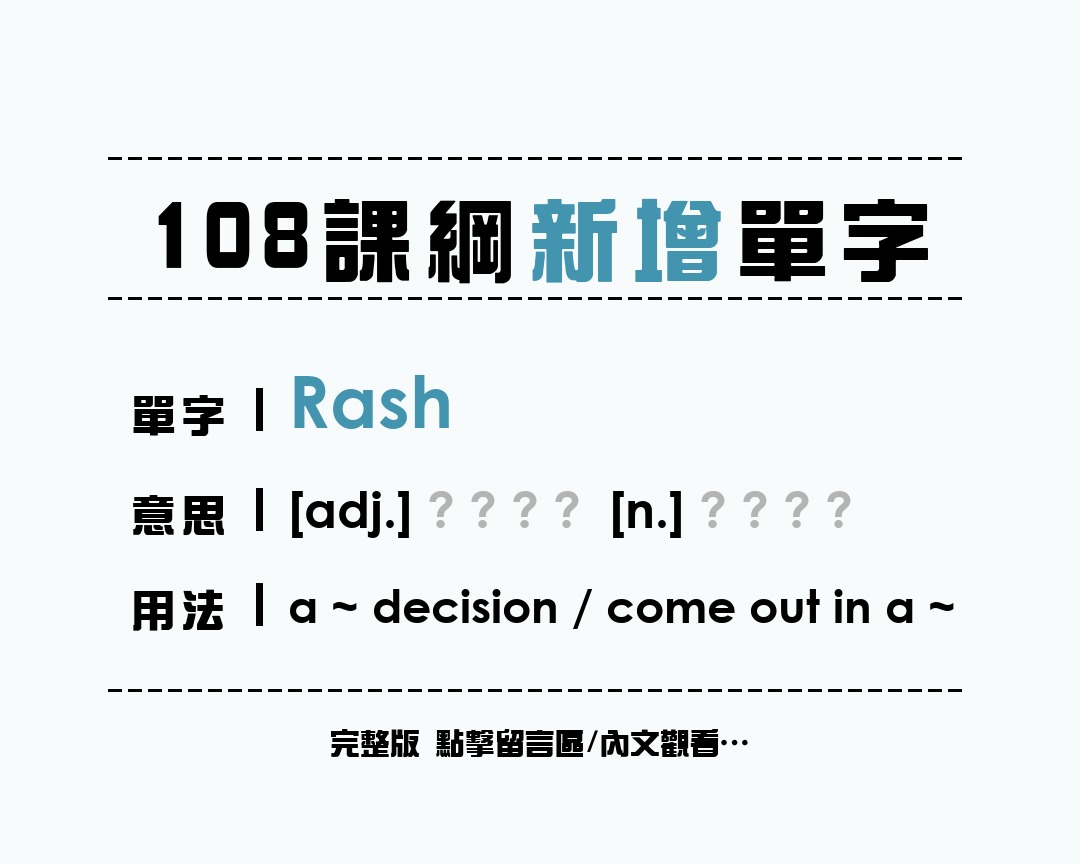 108課綱新增單字
單字 | Rash
意思 | [adj.] ？？？？ [n.] ？？？？
用法 | a ~ decision / come out in a ~
完整版 點擊留言區/內文觀看⋯